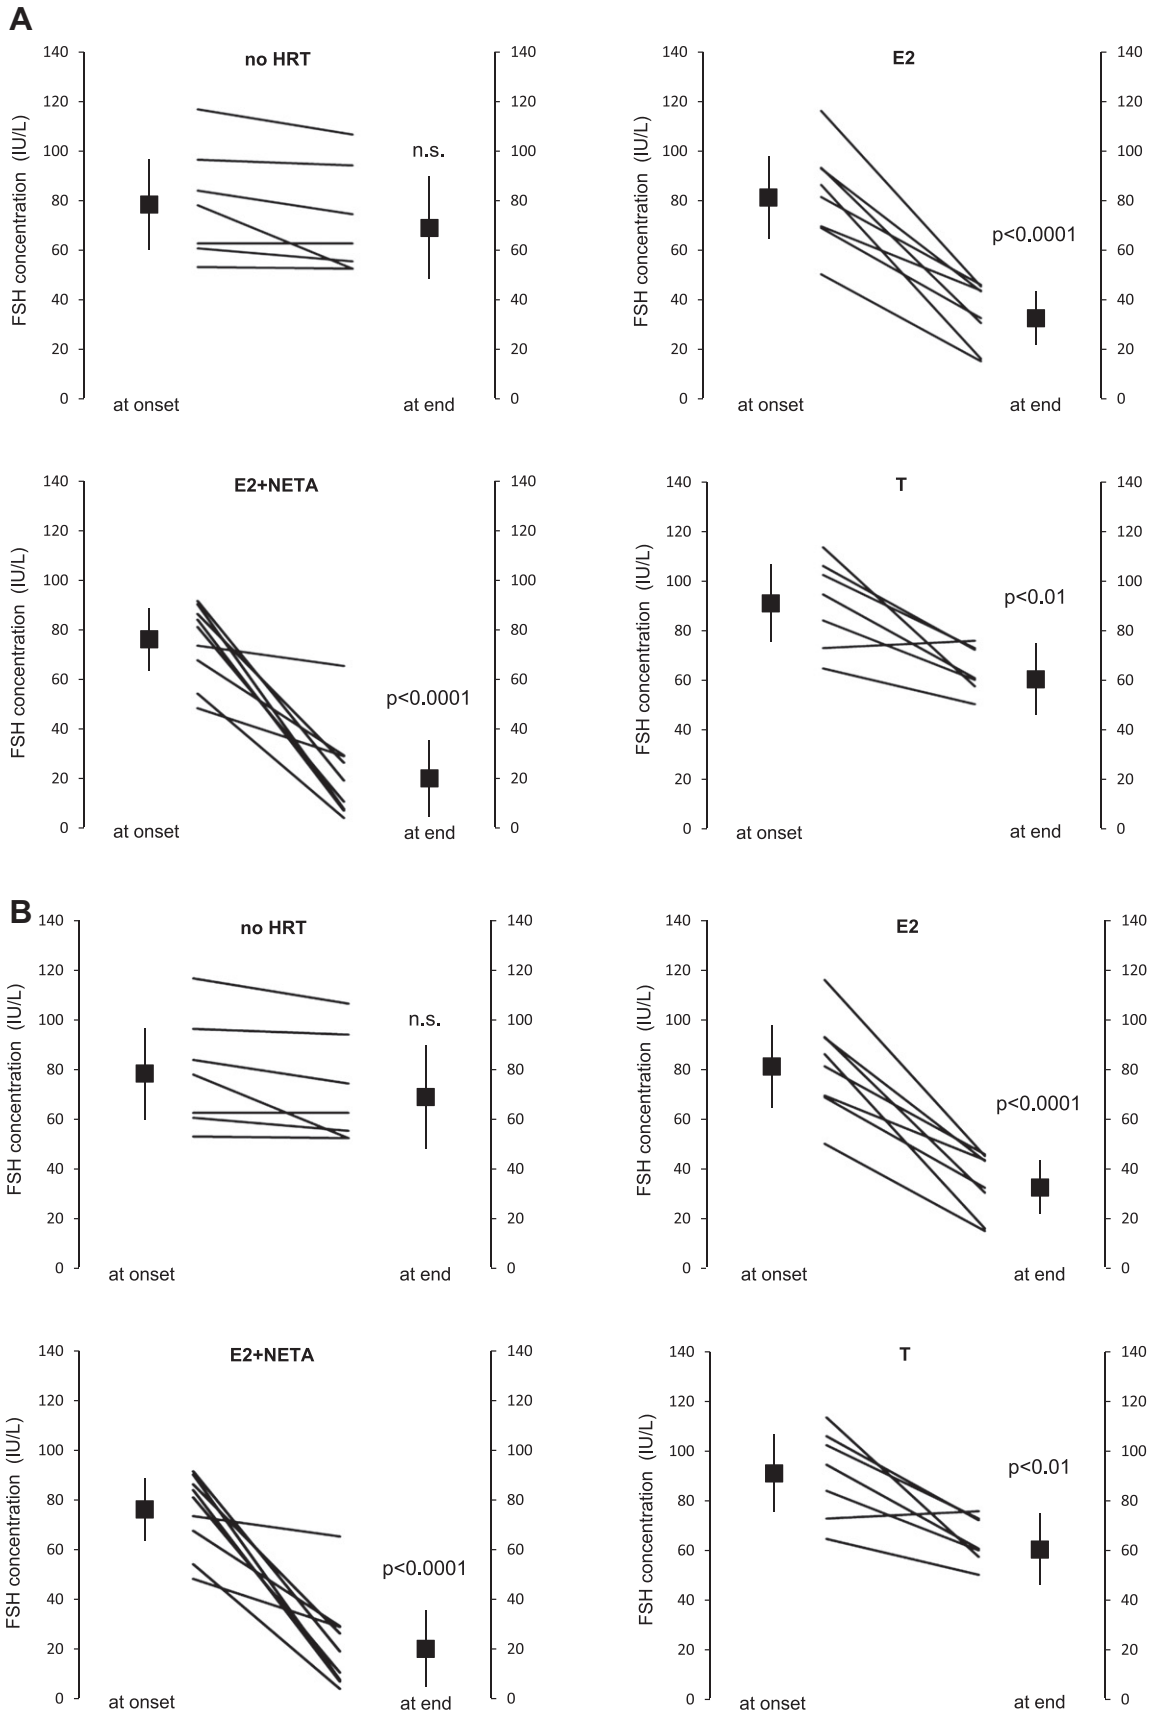 A
no HRT
FSH concentration (IU/L)
140 120 100 80 60 40 20 0
n.s.
140 120 100 80 60 40 20 0
at onset at end
E2
FSH concentration (IU/L)
140 120 100 80 60 40 20 0
p<0.0001
140 120 100 80 60 40 20 0
at onset at end
E2+NETA
FSH concentration (IU/L)
140 120 100 80 60 40 20 0
p<0.0001
140 120 100 80 60 40 20 0
at onset at end
T
FSH concentration (IU/L)
140 120 100 80 60 40 20 0
p<0.01
140 120 100 80 60 40 20 0
at onset at end
B
no HRT
FSH concentration (IU/L)
140 120 100 80 60 40 20 0
n.s.
140 120 100 80 60 40 20 0
at onset at end
E2
FSH concentration (IU/L)
140 120 100 80 60 40 20 0
p<0.0001
140 120 100 80 60 40 20 0
at onset at end
E2+NETA
FSH concentration (IU/L)
140 120 100 80 60 40 20 0
p<0.0001
140 120 100 80 60 40 20 0
at onset at end
T
FSH concentration (IU/L)
140 120 100 80 60 40 20 0
p<0.01
140 120 100 80 60 40 20 0
at onset at end